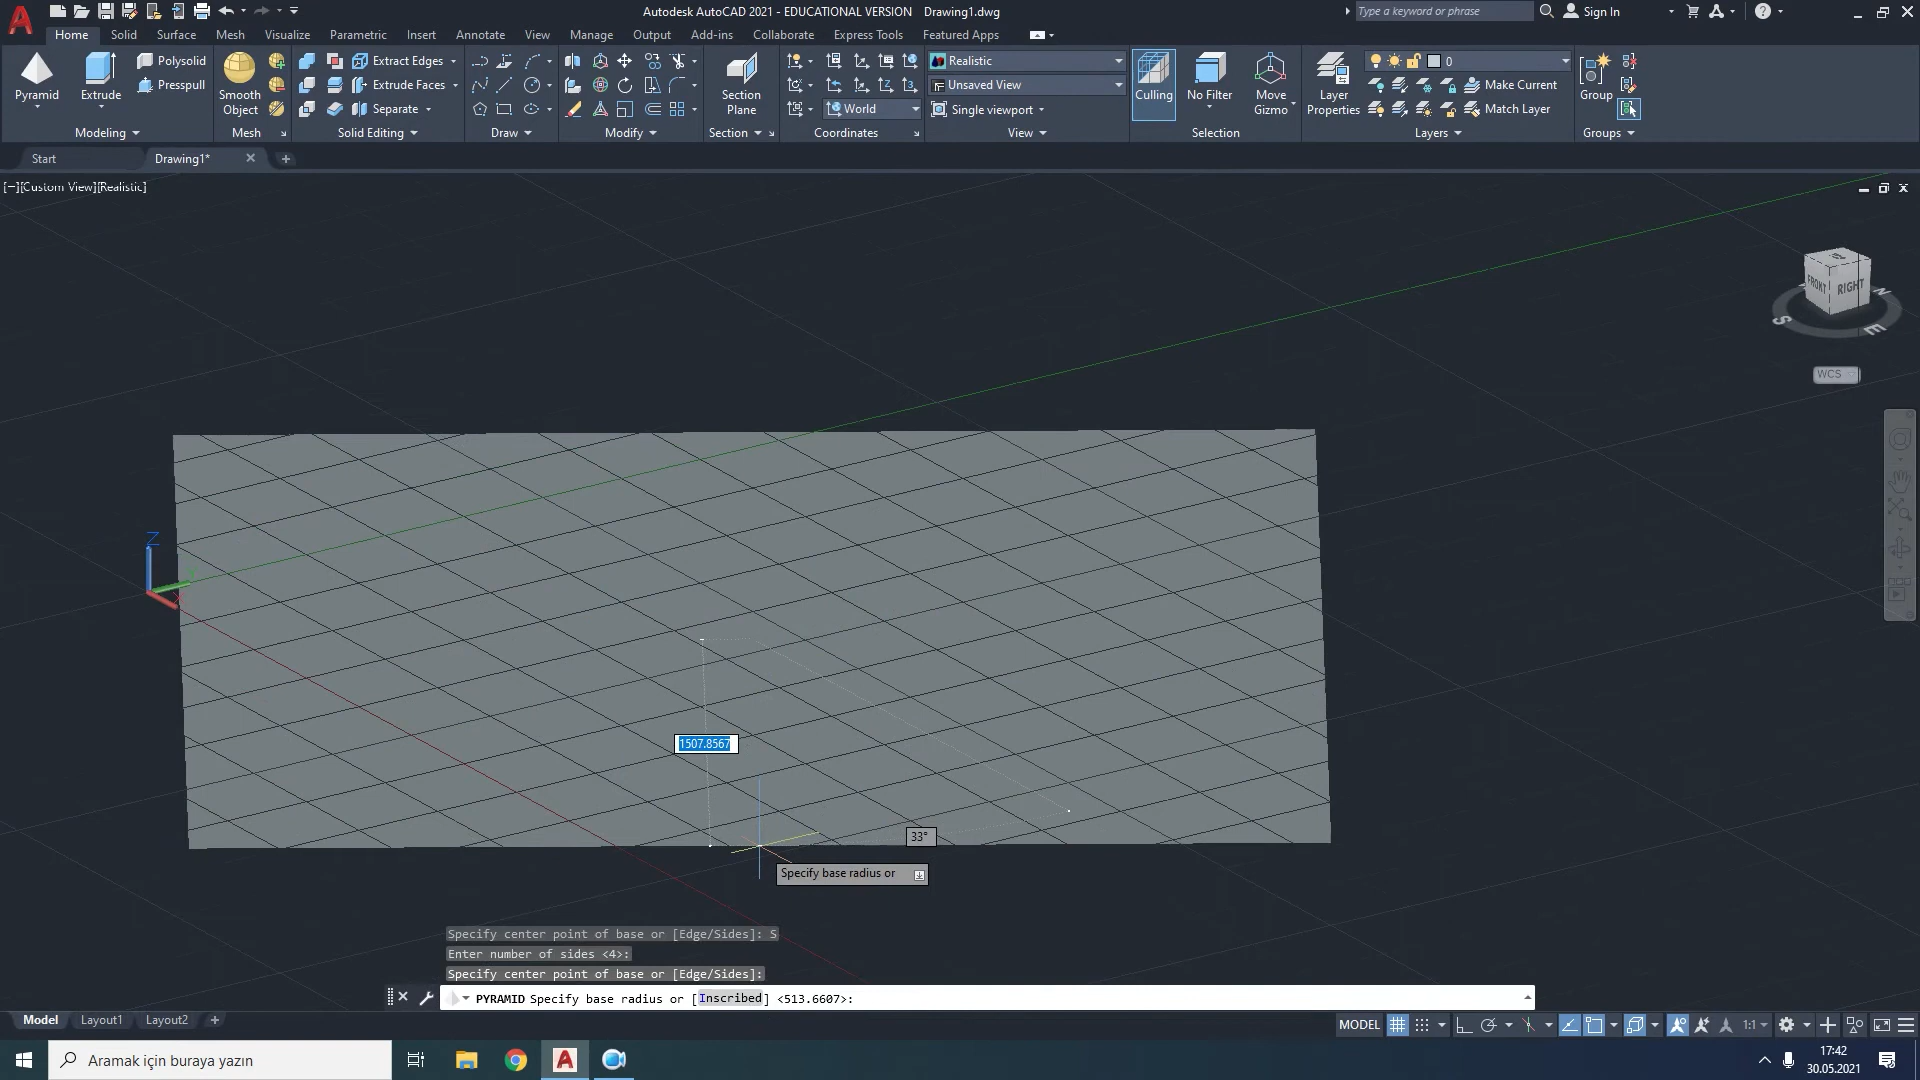 Autodesk AutoCAD 2021 - EDUCATIONAL VERSION Drawing1.dwg
Type a keyword or phrase
Sign In
Home Solid Surface Mesh Visualize Parametric Insert Annotate View Manage Output Add-ins Collaborate Express Tools Featured Apps
Pyramid
Extrude
Polysolid
Presspull
Modeling
Smooth
Object
Mesh
Extract Edges
Extrude Faces
Separate
Solid Editing
Draw
Modify
Section
Plane
Section
World
Coordinates
Realistic
Unsaved View
Single viewport
View
Culling
No Filter
Move
Gizmo
Selection
Layer
Properties
0
Make Current
Match Layer
Layers
Group
Groups
Start
Drawing1*
[−][Custom View][Realistic]
TOP
FRONT
RIGHT
S
E
N
WCS
Z
1507.8567
33°
Specify base radius or
Specify center point of base or [Edge/Sides]: S
Enter number of sides <4>:
Specify center point of base or [Edge/Sides]:
PYRAMID Specify base radius or [Inscribed] <513.6607>:
Model Layout1 Layout2
MODEL
1:1
Aramak için buraya yazın
17:42
30.05.2021